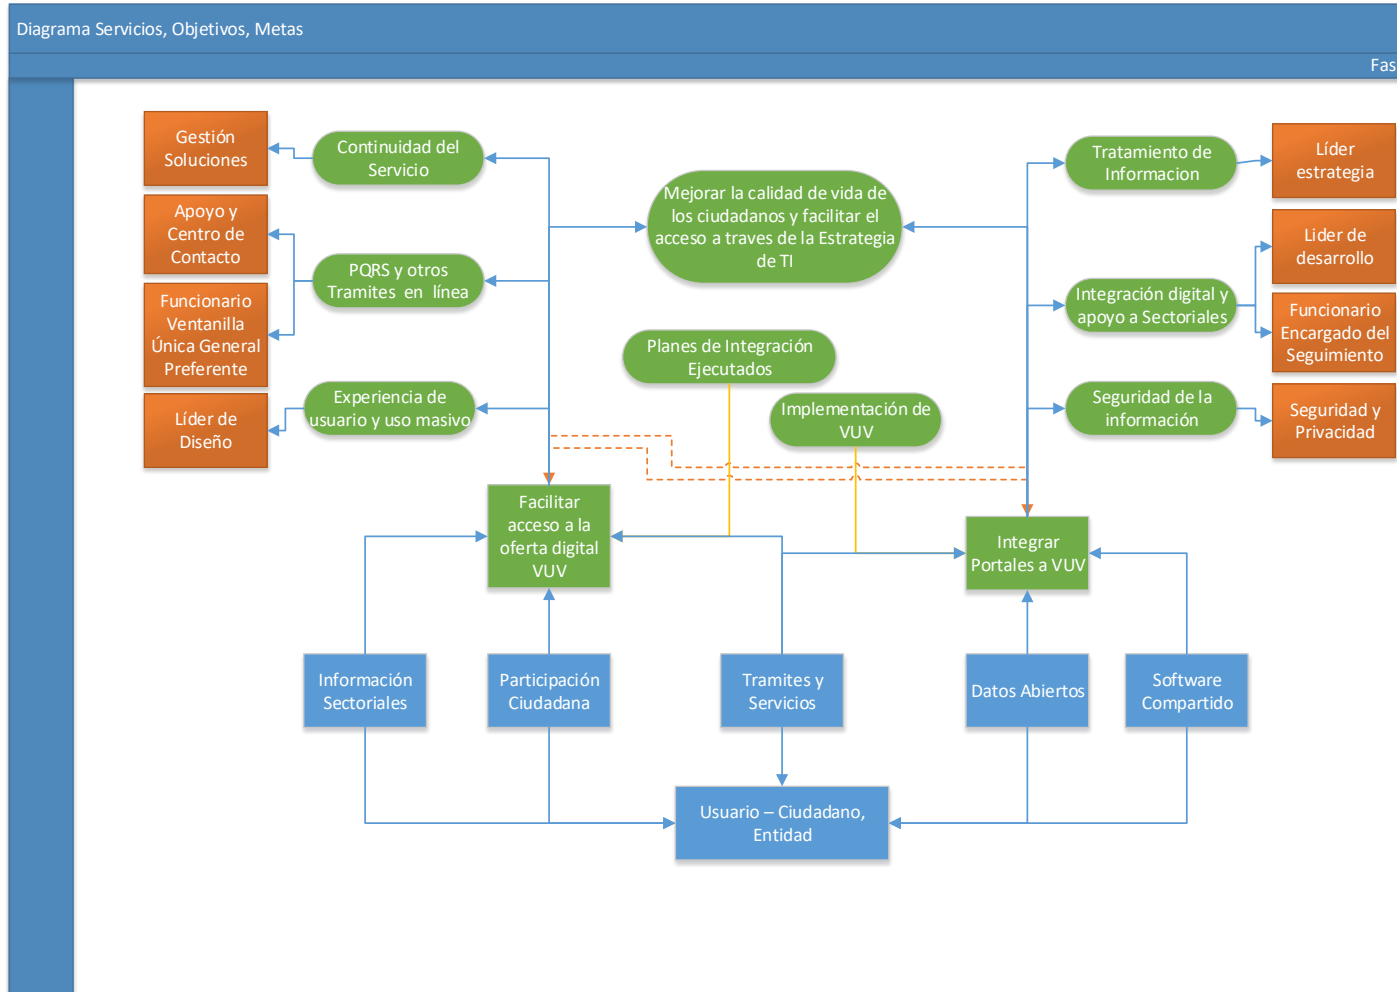 Diagrama Servicios, Objetivos, Metas
Fas
Gestión
Soluciones
Continuidad del
Servicio
Apoyo y
Centro de
Contacto
PQRS y otros
Tramites en línea
Funcionario
Ventanilla
Única General
Preferente
Experiencia de
usuario y uso masivo
Líder de
Diseño
Mejorar la calidad de vida de
los ciudadanos y facilitar el
acceso a traves de la Estrategia
de TI
Planes de Integración
Ejecutados
Implementación de
VUV
Tratamiento de
Informacion
Líder
estrategia
Integración digital y
apoyo a Sectoriales
Lider de
desarrollo
Funcionario
Encargado del
Seguimiento
Seguridad de la
información
Seguridad y
Privacidad
Facilitar
acceso a la
oferta digital
VUV
Integrar
Portales a VUV
Información
Sectoriales
Participación
Ciudadana
Tramites y
Servicios
Datos Abiertos
Software
Compartido
Usuario – Ciudadano,
Entidad